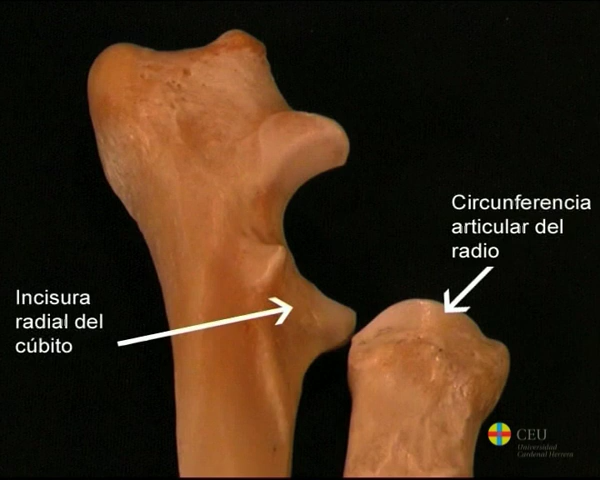 Circunferencia
articular del
radio
Incisura
radial del
cúbito
CEU
Universidad
Cardenal Herrera